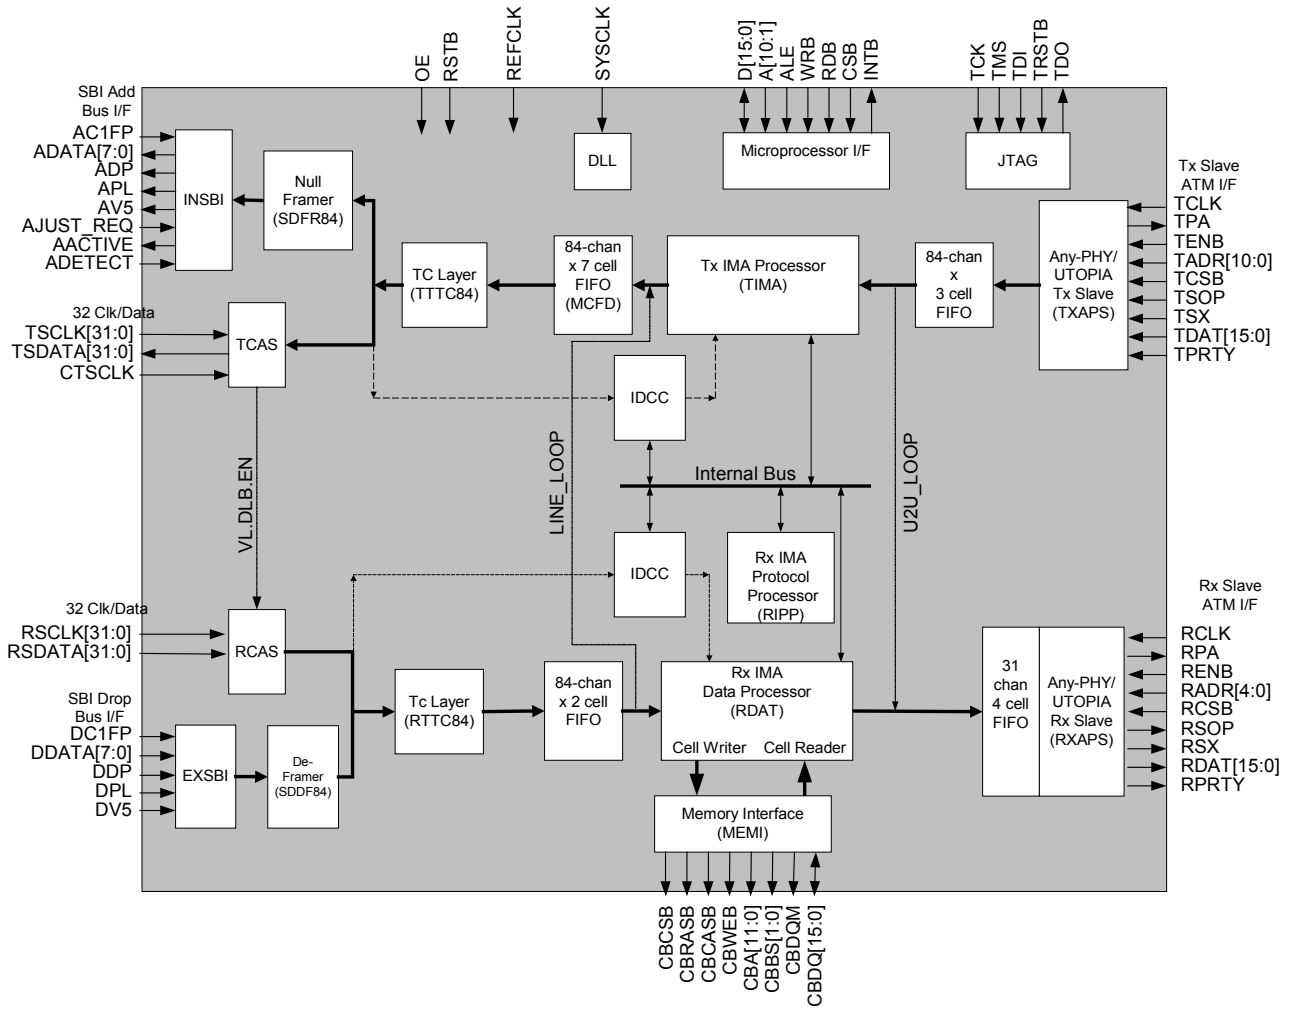 OE
RSTB
REFCLK
SYSCLK
D[15:0]
A[10:1]
ALE
WRB
RDB
CSB
INTB
TCK
TMS
TDI
TRSTB
TDO
SBI Add
Bus I/F
AC1FP
ADATA[7:0]
ADP
APL
AV5
AJUST_REQ
AACTIVE
ADETECT
INSBI
Null
Framer
(SDFR84)
DLL
Microprocessor I/F
JTAG
Tx Slave
ATM I/F
TCLK
TPA
TENB
TADR[10:0]
TCSB
TSOP
TSX
TDAT[15:0]
TPRTY
TC Layer
(TTTC84)
84-chan
x 7 cell
FIFO
(MCFD)
Tx IMA Processor
(TIMA)
84-chan
x
3 cell
FIFO
Any-PHY/
UTOPIA
Tx Slave
(TXAPS)
32 Clk/Data
TSCLK[31:0]
TSDATA[31:0]
CTSCLK
TCAS
IDCC
VL.DLB.EN
LINE_LOOP
Internal Bus
U2U_LOOP
IDCC
Rx IMA
Protocol
Processor
(RIPP)
32 Clk/Data
RSCLK[31:0]
RSDATA[31:0]
RCAS
SBI Drop
Bus I/F
DC1FP
DDATA[7:0]
DDP
DPL
DV5
EXSBI
De-
Framer
(SDDF84)
Tc Layer
(RTTC84)
84-chan
x 2 cell
FIFO
Rx IMA
Data Processor
(RDAT)
Cell Writer
Cell Reader
Memory Interface
(MEMI)
31
chan
4 cell
FIFO
Any-PHY/
UTOPIA
Rx Slave
(RXAPS)
Rx Slave
ATM I/F
RCLK
RPA
RENB
RADR[4:0]
RCSB
RSOP
RSX
RDAT[15:0]
RPRTY
CBCSB
CBRASB
CBCASB
CBWEB
CBA[11:0]
CBBS[1:0]
CBDQM
CBDQ[15:0]